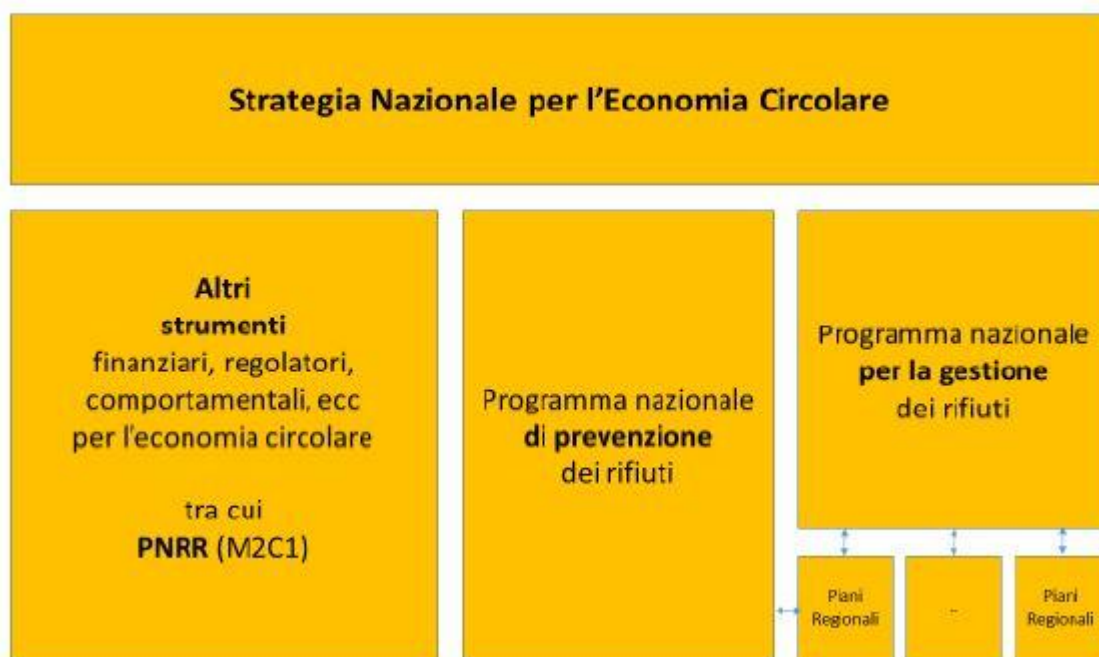 Strategia Nazionale per l'Economia Circolare
Altri
strumenti
finanziari, regolatori,
comportamentali, ecc
per l'economia circolare
tra cui
PNRR (M2C1)
Programma nazionale
di prevenzione
dei rifiuti
Programma nazionale
per la gestione
dei rifiuti
Piani
Regionali
..
Piani
Regionali